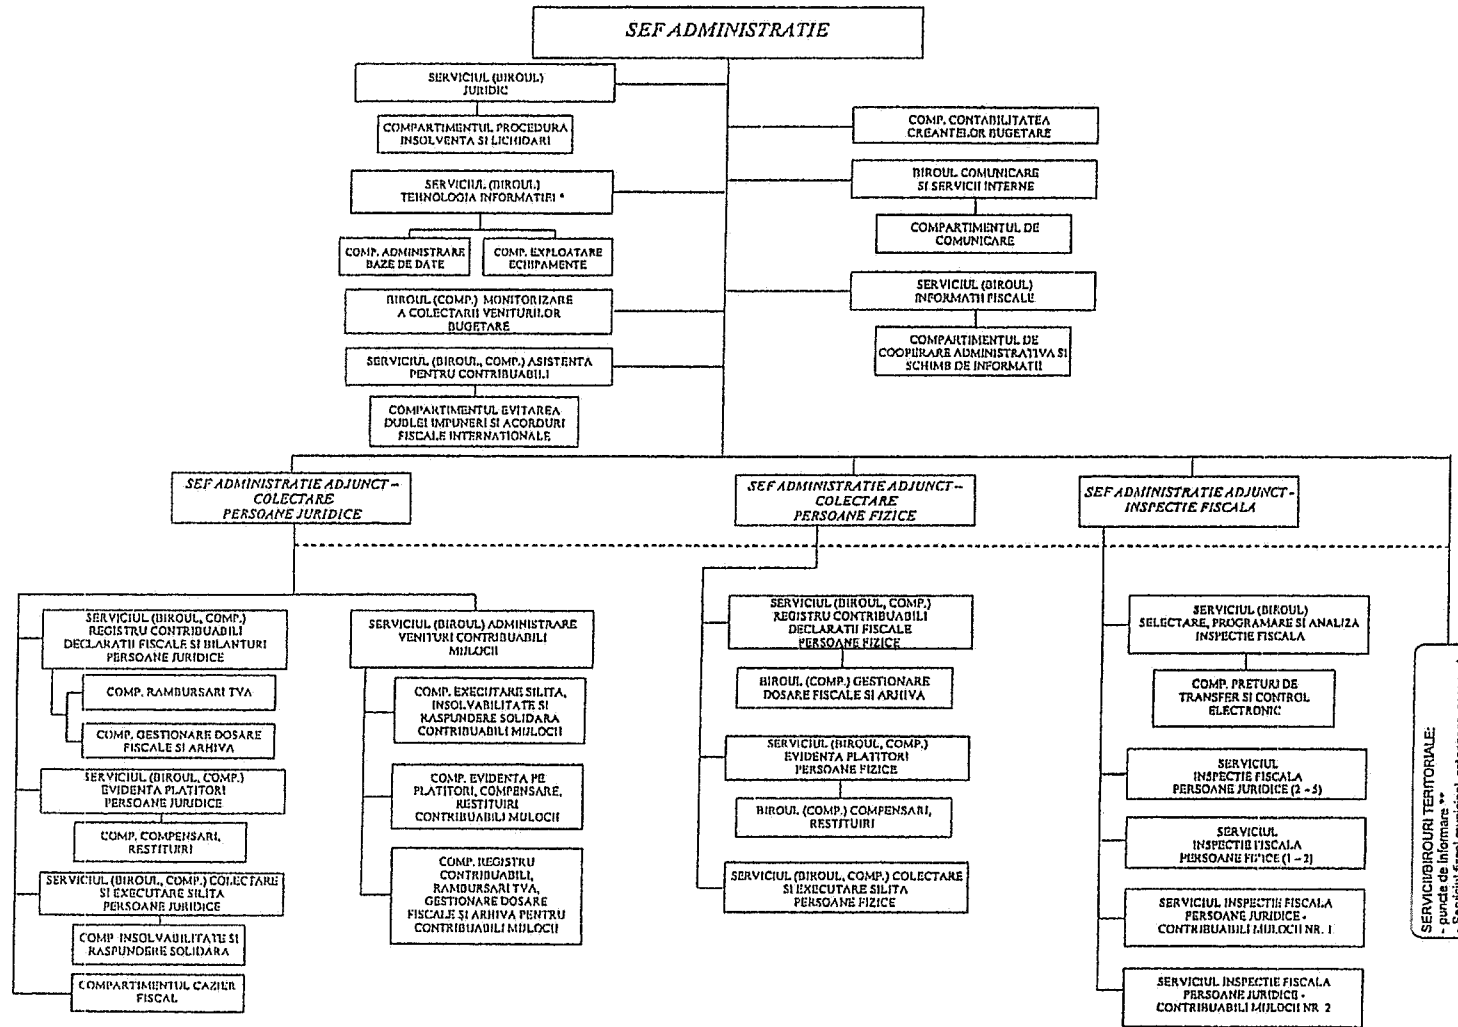 SEF ADMINISTRATIE
SERVICIUL (BIROUL)
JURIDIC
COMPARTIMENTUL PROCEDURA
INSOLVENTA SI LICHIDARI
SERVICIUL (BIROUL)
TEHNOLOGIA INFORMATIEI *
COMP. ADMINISTRARE
BAZE DE DATE
COMP. EXPLOATARE
ECHIPAMENTE
BIROUL (COMP.) MONITORIZARE
A COLECTARII VENITURILOR
BUGETARE
SERVICIUL (BIROUL, COMP.) ASISTENTA
PENTRU CONTRIBUABILI
COMPARTIMENTUL EVITAREA
DUBLEI IMPUNERI SI ACORDURI
FISCALE INTERNATIONALE
COMP. CONTABILITATEA
CREANTELOR BUGETARE
BIROUL COMUNICARE
SI SERVICII INTERNE
COMPARTIMENTUL DE
COMUNICARE
SERVICIUL (BIROUL)
INFORMATII FISCALE
COMPARTIMENTUL DE
COOPERARE ADMINISTRATIVA SI
SCHIMB DE INFORMATII
SEF ADMINISTRATIE ADJUNCT –
COLECTARE
PERSOANE JURIDICE
SERVICIUL (BIROUL, COMP.)
REGISTRU CONTRIBUABILI
DECLARATII FISCALE SI BILANTURI
PERSOANE JURIDICE
COMP. RAMBURSARI TVA
COMP. GESTIONARE DOSARE
FISCALE SI ARHIVA
SERVICIUL (BIROUL, COMP.)
EVIDENTA PLATITORI
PERSOANE JURIDICE
COMP. COMPENSARI,
RESTITUIRI
SERVICIUL (BIROUL, COMP.) COLECTARE
SI EXECUTARE SILITA
PERSOANE JURIDICE
COMP INSOLVABILITATE SI
RASPUNDERE SOLIDARA
COMPARTIMENTUL CAZIER
FISCAL
SERVICIUL (BIROUL) ADMINISTRARE
VENITURI CONTRIBUABILI
MIJLOCII
COMP. EXECUTARE SILITA,
INSOLVABILITATE SI
RASPUNDERE SOLIDARA
CONTRIBUABILI MIJLOCII
COMP. EVIDENTA PE
PLATITORI, COMPENSARE,
RESTITUIRI
CONTRIBUABILI MIJLOCII
COMP. REGISTRU
CONTRIBUABILI,
RAMBURSARI TVA,
GESTIONARE DOSARE
FISCALE SI ARHIVA PENTRU
CONTRIBUABILI MIJLOCII
SEF ADMINISTRATIE ADJUNCT –
COLECTARE
PERSOANE FIZICE
SERVICIUL (BIROUL, COMP.)
REGISTRU CONTRIBUABILI
DECLARATII FISCALE
PERSOANE FIZICE
BIROUL (COMP.) GESTIONARE
DOSARE FISCALE SI ARHIVA
SERVICIUL (BIROUL, COMP.)
EVIDENTA PLATITORI
PERSOANE FIZICE
BIROUL (COMP.) COMPENSARI,
RESTITUIRI
SERVICIUL (BIROUL, COMP.) COLECTARE
SI EXECUTARE SILITA
PERSOANE FIZICE
SEF ADMINISTRATIE ADJUNCT -
INSPECTIE FISCALA
SERVICIUL (BIROUL)
SELECTARE, PROGRAMARE SI ANALIZA
INSPECTIE FISCALA
COMP. PRETURI DE
TRANSFER SI CONTROL
ELECTRONIC
SERVICIUL
INSPECTIE FISCALA
PERSOANE JURIDICE (2 – 5)
SERVICIUL
INSPECTIE FISCALA
PERSOANE FIZICE (1 – 2)
SERVICIUL INSPECTIE FISCALA
PERSOANE JURIDICE -
CONTRIBUABILI MIJLOCII NR. 1
SERVICIUL INSPECTIE FISCALA
PERSOANE JURIDICE -
CONTRIBUABILI MIJLOCII NR 2
SERVICII/BIROURI TERITORIALE:
- puncte de informare **
- Serviciul fiscal municipal,